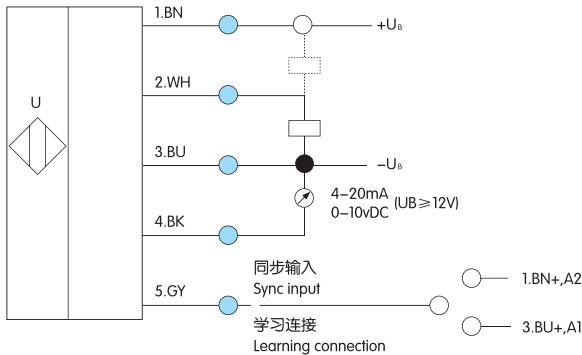 1.BN
+UB
2.WH
U
3.BU
−UB
4–20mA
0–10vDC
(UB≥12V)
4.BK
同步输入
Sync input
5.GY
1.BN+,A2
学习连接
Learning connection
3.BU+,A1